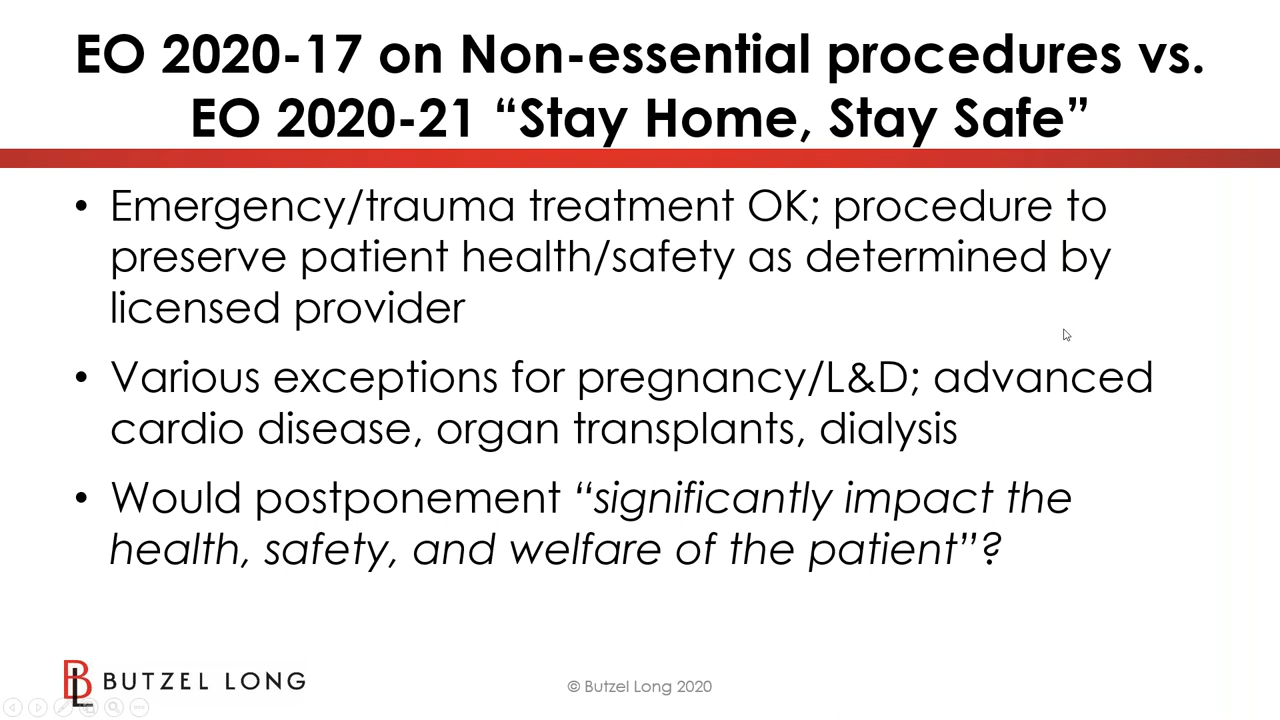 EO 2020-17 on Non-essential procedures vs.
EO 2020-21 “Stay Home, Stay Safe”
• Emergency/trauma treatment OK; procedure to
preserve patient health/safety as determined by
licensed provider
• Various exceptions for pregnancy/L&D; advanced
cardio disease, organ transplants, dialysis
• Would postponement “significantly impact the
health, safety, and welfare of the patient”?
BL BUTZEL LONG
© Butzel Long 2020